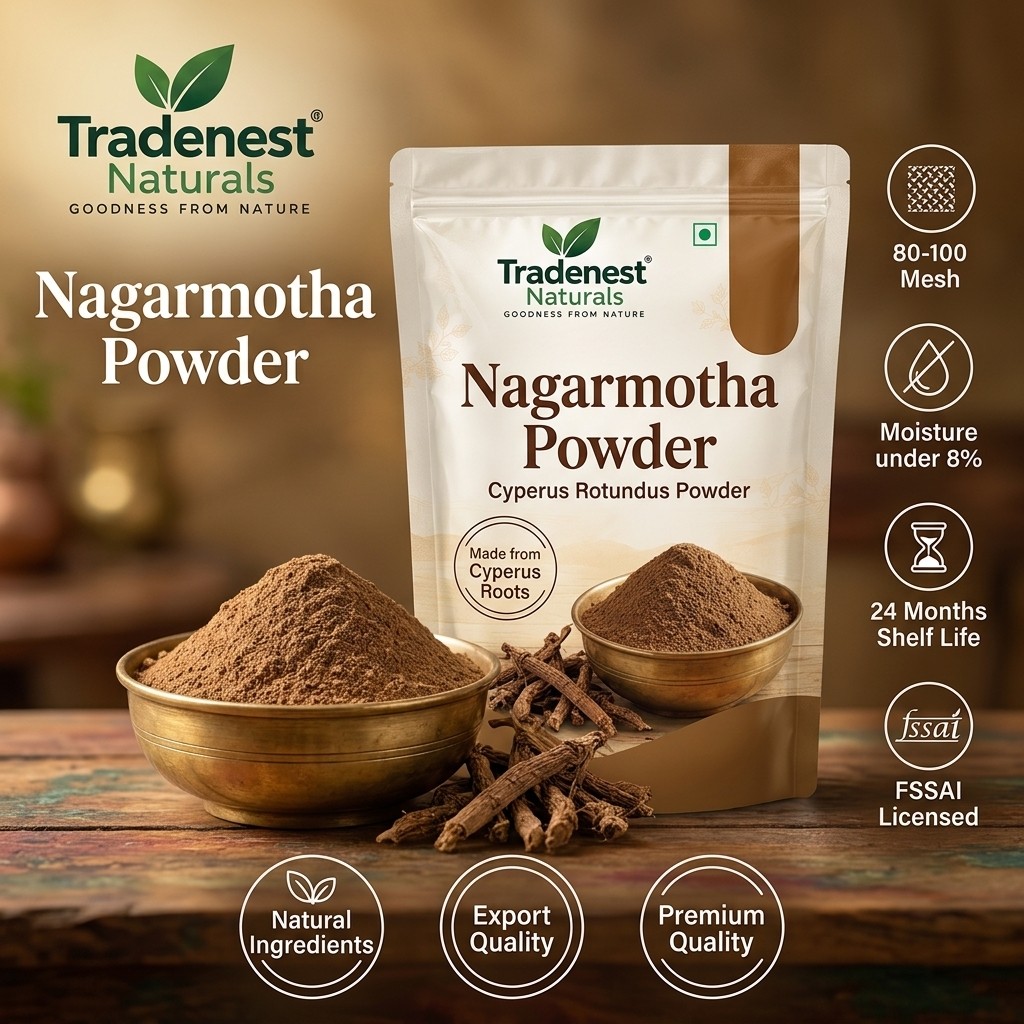 Tradenest®
Naturals
GOODNESS FROM NATURE
Nagarmotha
Powder
Tradenest®
Naturals
GOODNESS FROM NATURE
Nagarmotha
Powder
Cyperus Rotundus Powder
Made from
Cyperus
Roots
80-100
Mesh
Moisture
under 8%
24 Months
Shelf Life
fssai
FSSAI
Licensed
Natural
Ingredients
Export
Quality
Premium
Quality